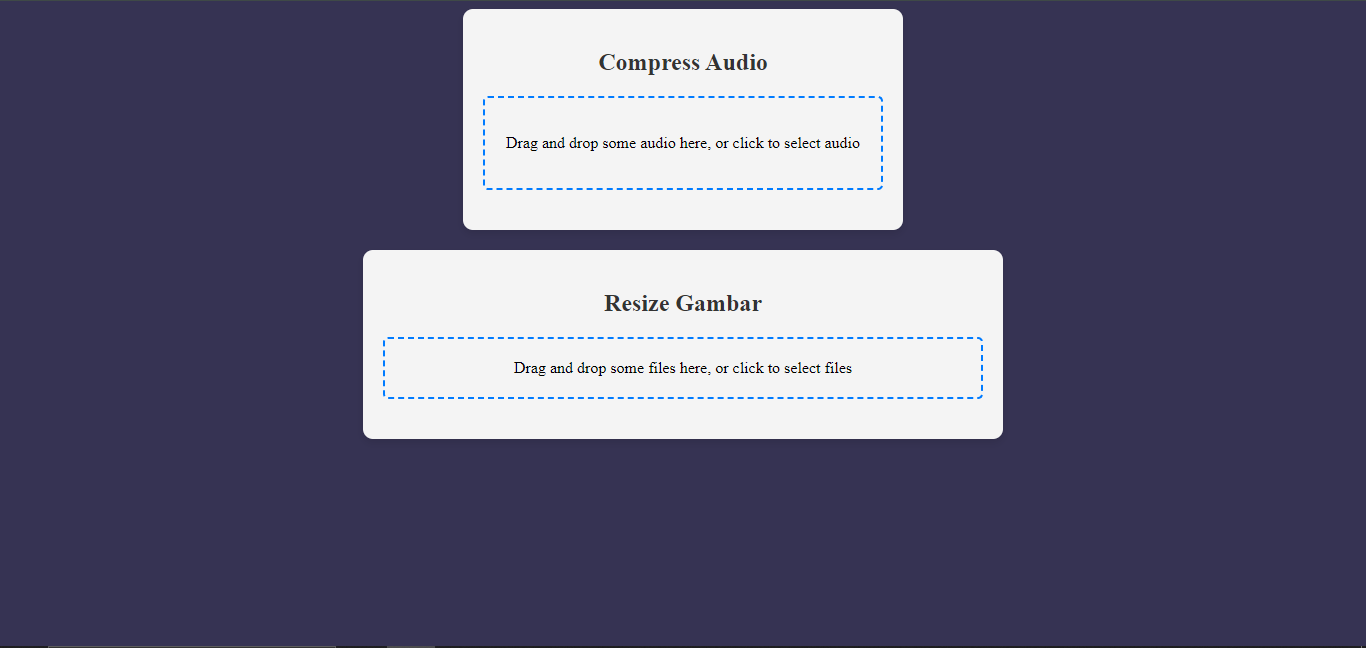 Compress Audio
Drag and drop some audio here, or click to select audio
Resize Gambar
Drag and drop some files here, or click to select files